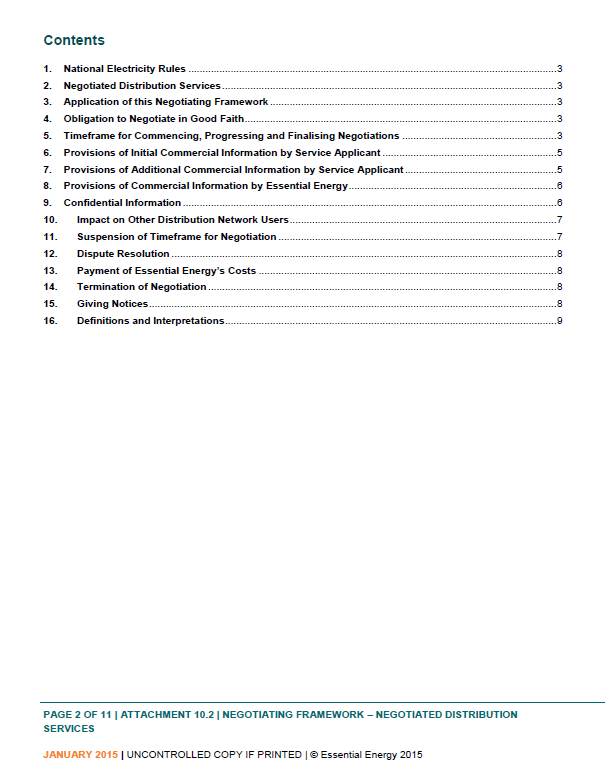 Contents
1. National Electricity Rules ........................................................................ 3
2. Negotiated Distribution Services ........................................................................ 3
3. Application of this Negotiating Framework ........................................................................ 3
4. Obligation to Negotiate in Good Faith ........................................................................ 3
5. Timeframe for Commencing, Progressing and Finalising Negotiations ........................................................................ 3
6. Provisions of Initial Commercial Information by Service Applicant ........................................................................ 5
7. Provisions of Additional Commercial Information by Service Applicant ........................................................................ 5
8. Provisions of Commercial Information by Essential Energy ........................................................................ 6
9. Confidential Information ........................................................................ 6
10. Impact on Other Distribution Network Users ........................................................................ 7
11. Suspension of Timeframe for Negotiation ........................................................................ 7
12. Dispute Resolution ........................................................................ 8
13. Payment of Essential Energy's Costs ........................................................................ 8
14. Termination of Negotiation ........................................................................ 8
15. Giving Notices ........................................................................ 8
16. Definitions and Interpretations ........................................................................ 9
PAGE 2 OF 11 | ATTACHMENT 10.2 | NEGOTIATING FRAMEWORK – NEGOTIATED DISTRIBUTION
SERVICES
JANUARY 2015 | UNCONTROLLED COPY IF PRINTED | © Essential Energy 2015